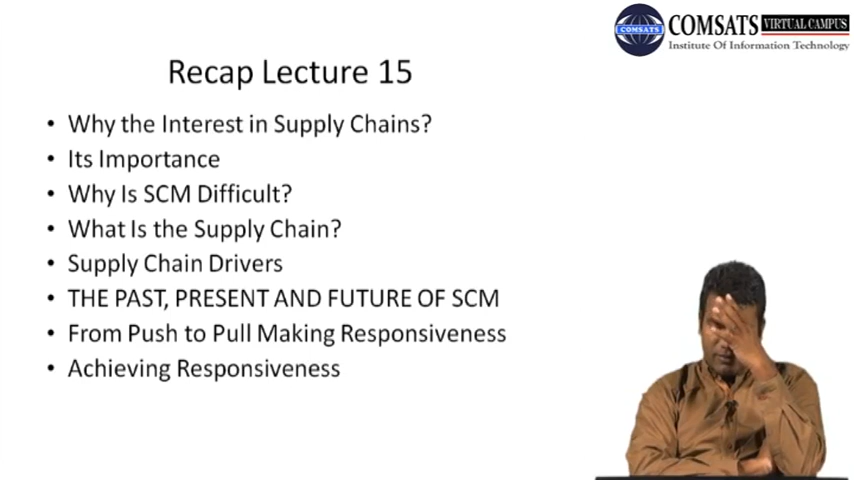 COMSATS
COMSATS VIRTUAL CAMPUS
Institute Of Information Technology
Recap Lecture 15
• Why the Interest in Supply Chains?
• Its Importance
• Why Is SCM Difficult?
• What Is the Supply Chain?
• Supply Chain Drivers
• THE PAST, PRESENT AND FUTURE OF SCM
• From Push to Pull Making Responsiveness
• Achieving Responsiveness